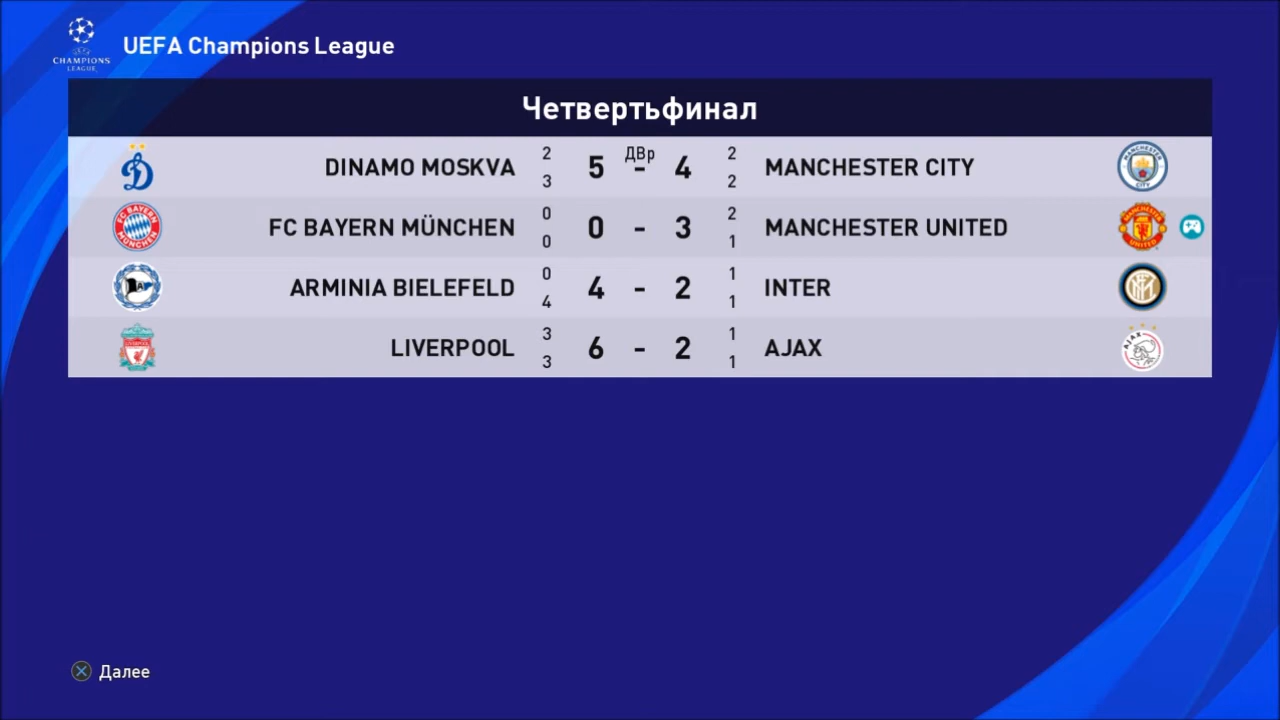 CHAMPIONS
LEAGUE
UEFA Champions League
Четвертьфинал
DINAMO MOSKVA 2 3 5 ДВр - 4 2 2 MANCHESTER CITY
FC BAYERN MÜNCHEN 0 0 0 - 3 2 1 MANCHESTER UNITED
ARMINIA BIELEFELD 0 4 4 - 2 1 1 INTER
LIVERPOOL 3 3 6 - 2 1 1 AJAX
Далее